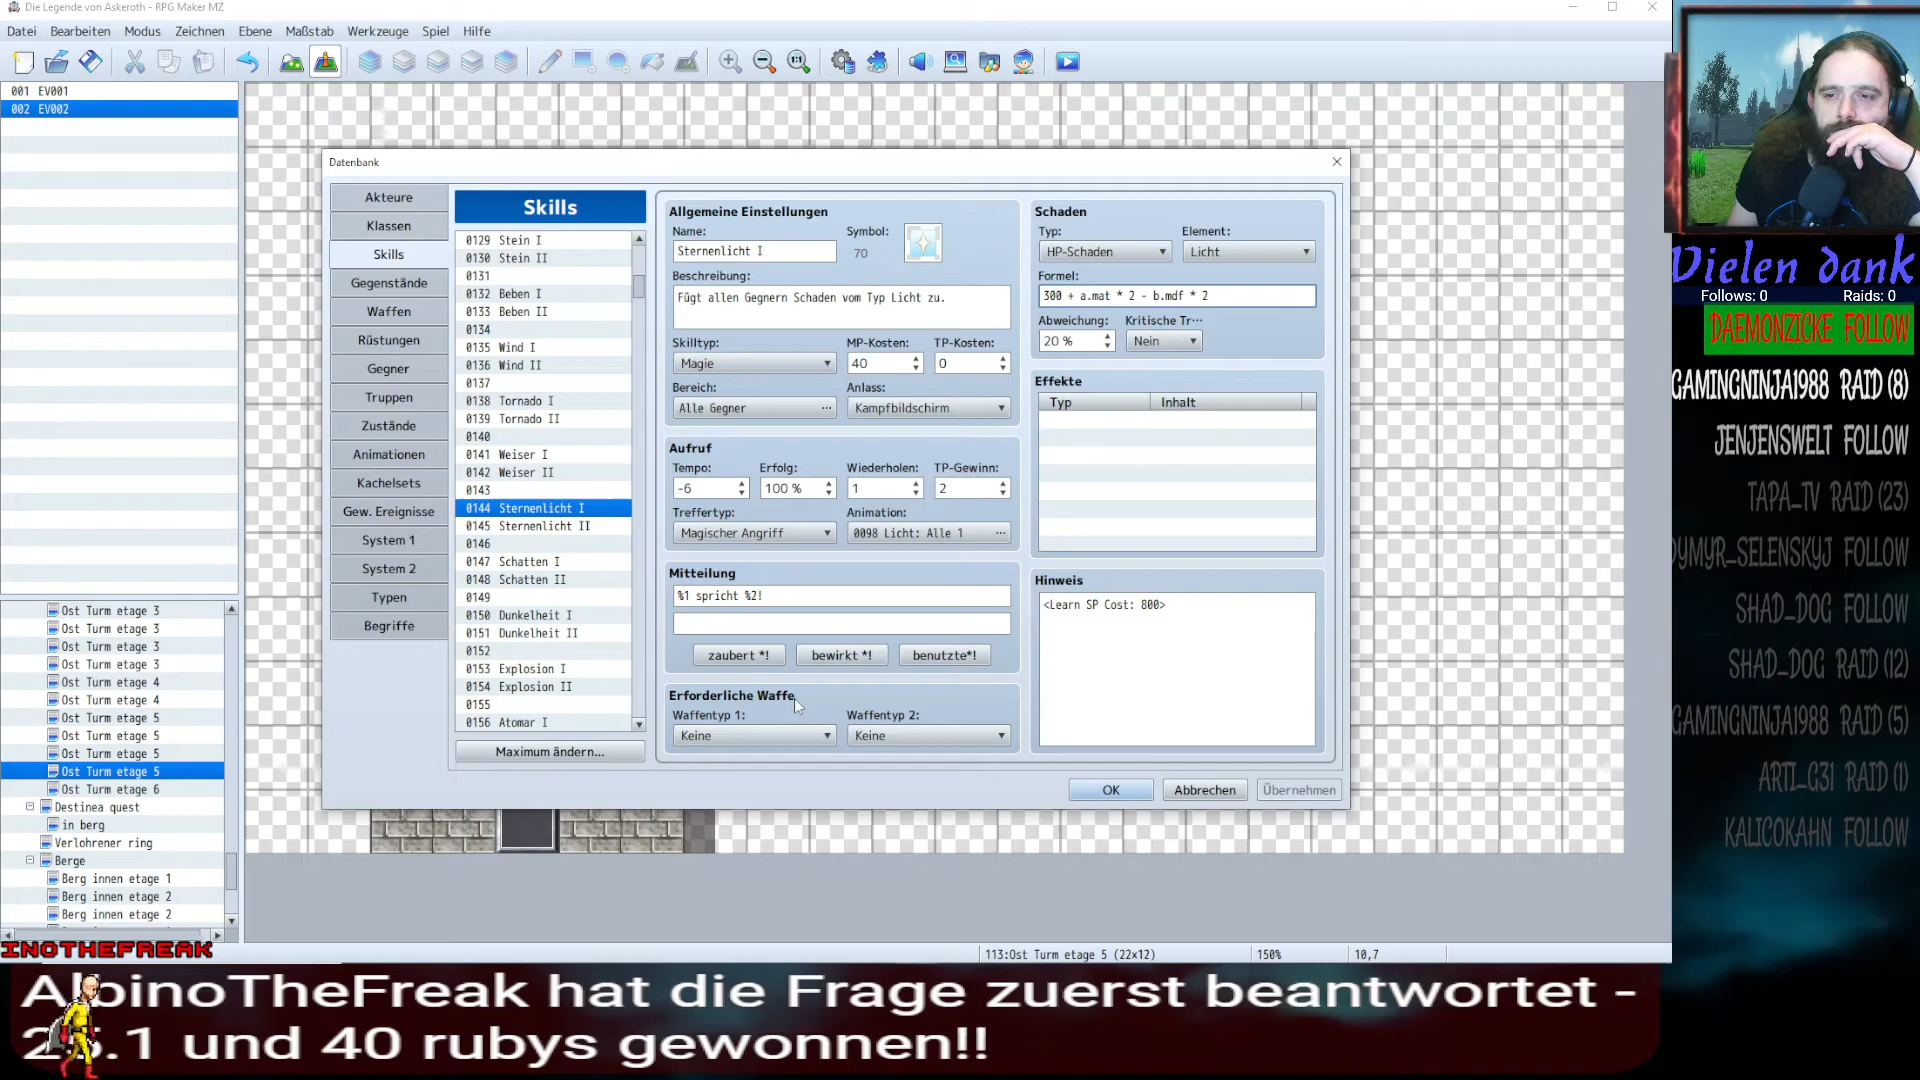 Die Legende von Askeroth - RPG Maker MZ
Datei Bearbeiten Modus Zeichnen Ebene Maßstab Werkzeuge Spiel Hilfe
001 EV001
002 EV002
Datenbank
Akteure
Klassen
Skills
Gegenstände
Waffen
Rüstungen
Gegner
Truppen
Zustände
Animationen
Kachelsets
Gew. Ereignisse
System 1
System 2
Typen
Begriffe
Skills
0129 Stein I
0130 Stein II
0131
0132 Beben I
0133 Beben II
0134
0135 Wind I
0136 Wind II
0137
0138 Tornado I
0139 Tornado II
0140
0141 Weiser I
0142 Weiser II
0143
0144 Sternenlicht I
0145 Sternenlicht II
0146
0147 Schatten I
0148 Schatten II
0149
0150 Dunkelheit I
0151 Dunkelheit II
0152
0153 Explosion I
0154 Explosion II
0155
0156 Atomar I
Maximum ändern...
Allgemeine Einstellungen
Name: Symbol:
Sternenlicht I 70
Beschreibung:
Fügt allen Gegnern Schaden vom Typ Licht zu.
Skilltyp: MP-Kosten: TP-Kosten:
Magie 40 0
Bereich: Anlass:
Alle Gegner ... Kampfbildschirm
Aufruf
Tempo: Erfolg: Wiederholen: TP-Gewinn:
-6 100 % 1 2
Treffertyp: Animation:
Magischer Angriff 0098 Licht: Alle 1 ...
Mitteilung
%1 spricht %2!
zaubert *! bewirkt *! benutzte*!
Erforderliche Waffe
Waffentyp 1: Waffentyp 2:
Keine Keine
Schaden
Typ: Element:
HP-Schaden Licht
Formel:
300 + a.mat * 2 - b.mdf * 2
Abweichung: Kritische Tr···
20 % Nein
Effekte
Typ Inhalt
Hinweis
<Learn SP Cost: 800>
OK Abbrechen Übernehmen
Ost Turm etage 3
Ost Turm etage 3
Ost Turm etage 3
Ost Turm etage 3
Ost Turm etage 4
Ost Turm etage 4
Ost Turm etage 5
Ost Turm etage 5
Ost Turm etage 5
Ost Turm etage 5
Ost Turm etage 6
Destinea quest
in berg
Verlohrener ring
Berge
Berg innen etage 1
Berg innen etage 2
Berg innen etage 2
113:Ost Turm etage 5 (22×12) 150% 10,7
Vielen dank
Follows: 0 Raids: 0
DAEMONZICKE FOLLOW
GAMINGNINJA1988 RAID (8)
JENJENSWELT FOLLOW
TAPA_TV RAID (23)
DYMYR_SELENSKYJ FOLLOW
SHAD_DOG FOLLOW
SHAD_DOG RAID (12)
GAMINGNINJA1988 RAID (5)
ARTI_G31 RAID (1)
KALICOKAHN FOLLOW
INOTHEFREAK
AlbinoTheFreak hat die Frage zuerst beantwortet -
.1 und 40 rubys gewonnen!!